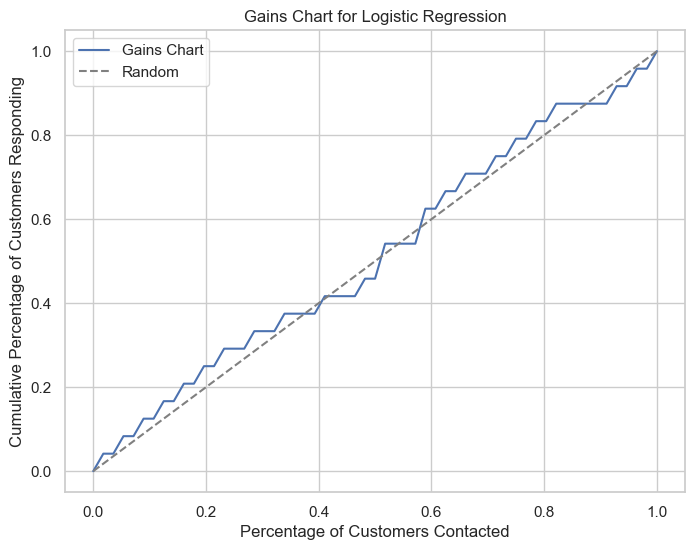 Gains Chart for Logistic Regression
Gains Chart
Random
Cumulative Percentage of Customers Responding
1.0
0.8
0.6
0.4
0.2
0.0
0.0 0.2 0.4 0.6 0.8 1.0
Percentage of Customers Contacted